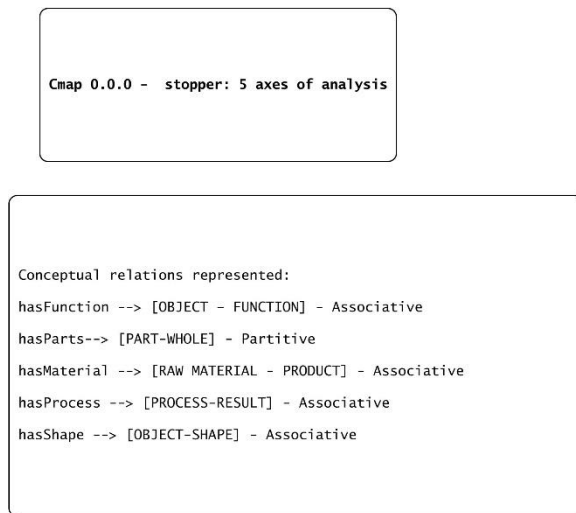 Cmap 0.0.0 -  stopper: 5 axes of analysis
Conceptual relations represented:
hasFunction --> [OBJECT – FUNCTION] - Associative
hasParts--> [PART-WHOLE] - Partitive
hasMaterial --> [RAW MATERIAL - PRODUCT] - Associative
hasProcess --> [PROCESS-RESULT] - Associative
hasShape --> [OBJECT-SHAPE] - Associative